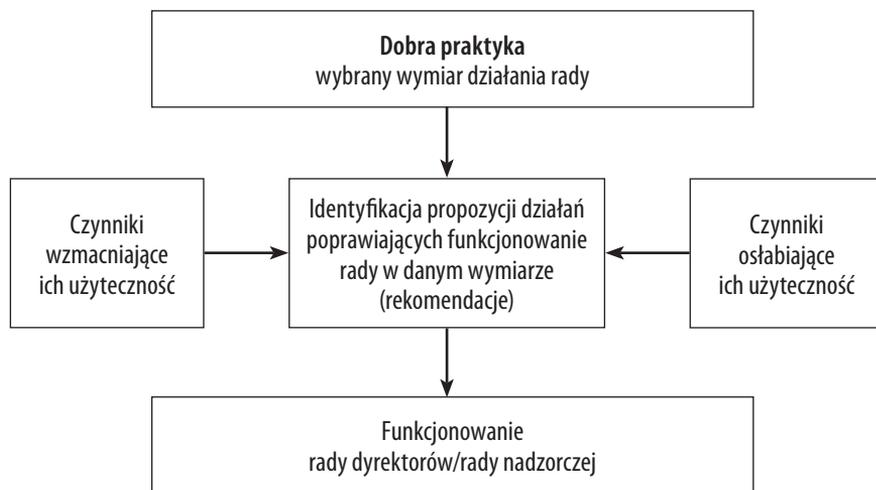 Dobra praktyka
wybrany wymiar działania rady
Czynniki
wzmacniające
ich użyteczność
Identyfikacja propozycji działań
poprawiających funkcjonowanie
rady w danym wymiarze
(rekomendacje)
Czynniki
osłabiające
ich użyteczność
Funkcjonowanie
rady dyrektorów/rady nadzorczej